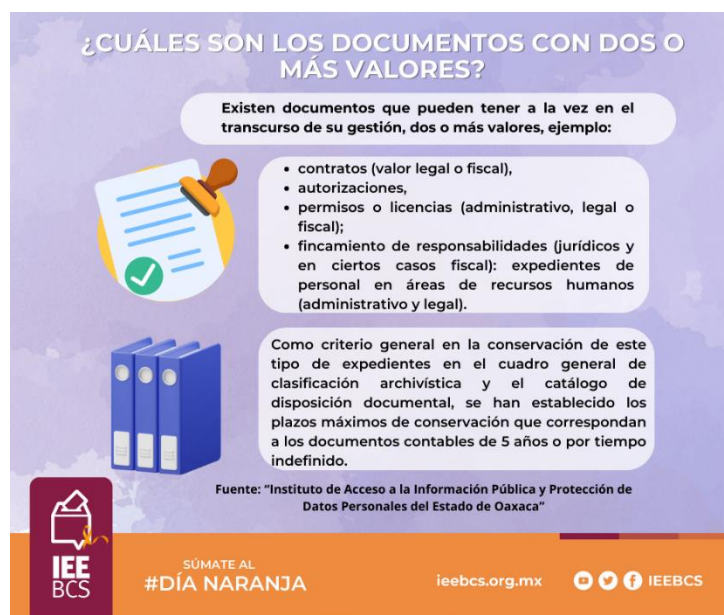 ¿CUÁLES SON LOS DOCUMENTOS CON DOS O
MÁS VALORES?
Existen documentos que pueden tener a la vez en el
transcurso de su gestión, dos o más valores, ejemplo:
• contratos (valor legal o fiscal),
• autorizaciones,
• permisos o licencias (administrativo, legal o
fiscal);
• fincamiento de responsabilidades (jurídicos y
en ciertos casos fiscal): expedientes de
personal en áreas de recursos humanos
(administrativo y legal).
Como criterio general en la conservación de este
tipo de expedientes en el cuadro general de
clasificación archivística y el catálogo de
disposición documental, se han establecido los
plazos máximos de conservación que correspondan
a los documentos contables de 5 años o por tiempo
indefinido.
Fuente: “Instituto de Acceso a la Información Pública y Protección de
Datos Personales del Estado de Oaxaca”
IEE
BCS
SÚMATE AL
#DÍA NARANJA
ieebcs.org.mx
IEEBCS